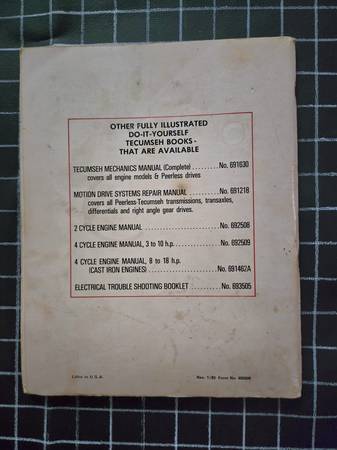 OTHER FULLY ILLUSTRATED
DO-IT-YOURSELF
TECUMSEH BOOKS -
THAT ARE AVAILABLE
TECUMSEH MECHANICS MANUAL (Complete) ......... No. 691630
covers all engine models & Peerless drives
MOTION DRIVE SYSTEMS REPAIR MANUAL ......... No. 691218
covers all Peerless-Tecumseh transmissions, transaxles,
differentials and right angle gear drives.
2 CYCLE ENGINE MANUAL ......................... No. 692508
4 CYCLE ENGINE MANUAL, 3 to 10 h.p. ............... No. 692509
4 CYCLE ENGINE MANUAL, 8 to 18 h.p.
(CAST IRON ENGINES) ....................... No. 691462A
ELECTRICAL TROUBLE SHOOTING BOOKLET ......... No. 693505
in U.S.A.
Form No.